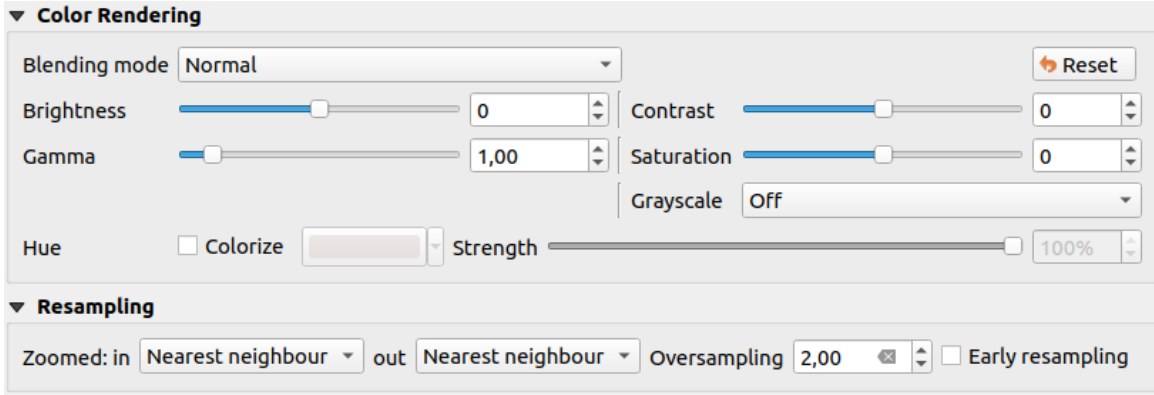 Color Rendering
Blending mode Normal Reset
Brightness 0 Contrast 0
Gamma 1,00 Saturation 0
Grayscale Off
Hue Colorize Strength 100%
Resampling
Zoomed: in Nearest neighbour out Nearest neighbour Oversampling 2,00 Early resampling